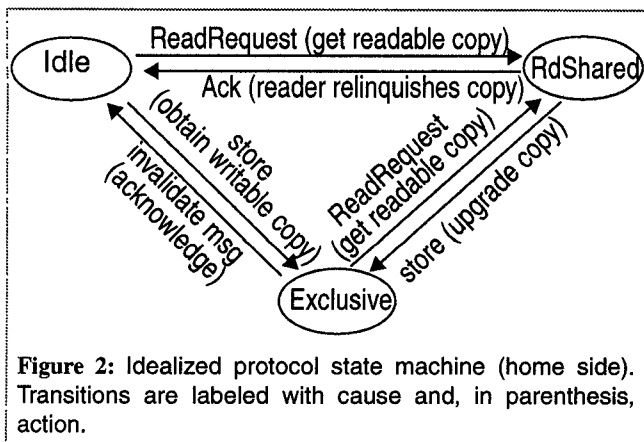 ReadRequest (get readable copy)
Idle
RdShared
Ack (reader relinquishes copy)
store
(obtain writable copy)
invalidate msg
(acknowledge)
ReadRequest
(get readable copy)
store (upgrade copy)
Exclusive
Figure 2: Idealized protocol state machine (home side).
Transitions are labeled with cause and, in parenthesis,
action.